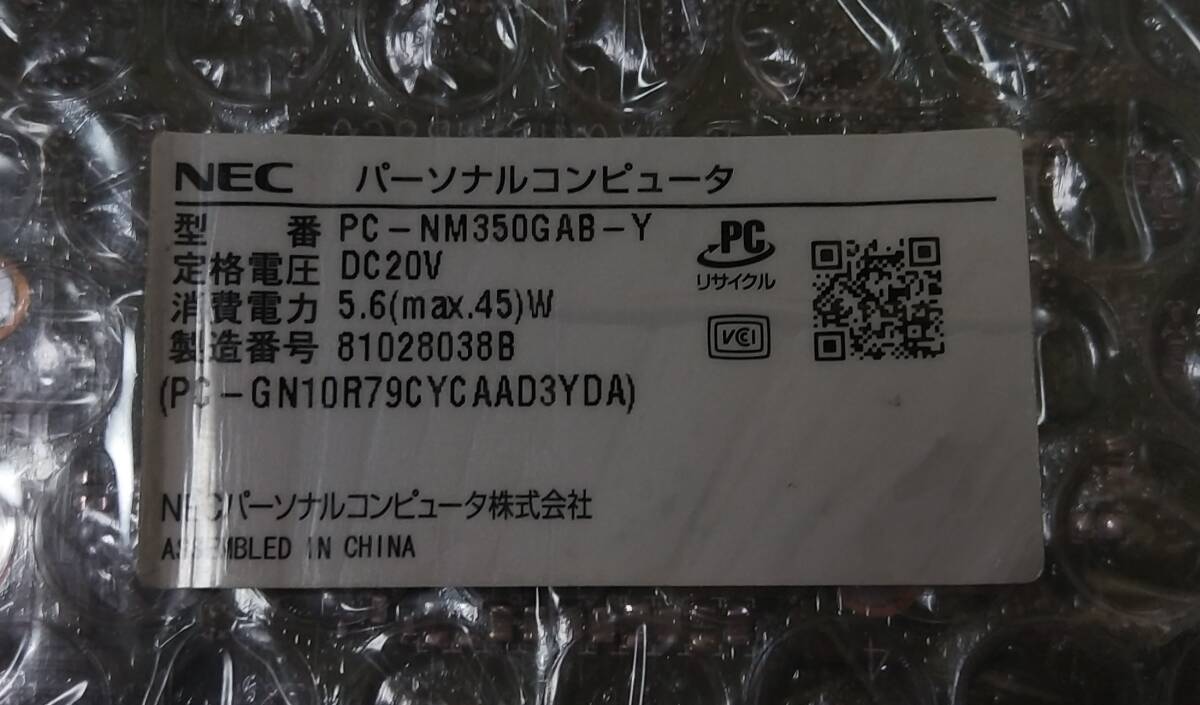 NEC パーソナルコンピュータ
型 番 PC-NM350GAB-Y
定格電圧 DC20V
消費電力 5.6(max.45)W
製造番号 81028038B
(PC-GN10R79CYCAAD3YDA)
PC
リサイクル
VCI
NECパーソナルコンピュータ株式会社
ASSEMBLED IN CHINA